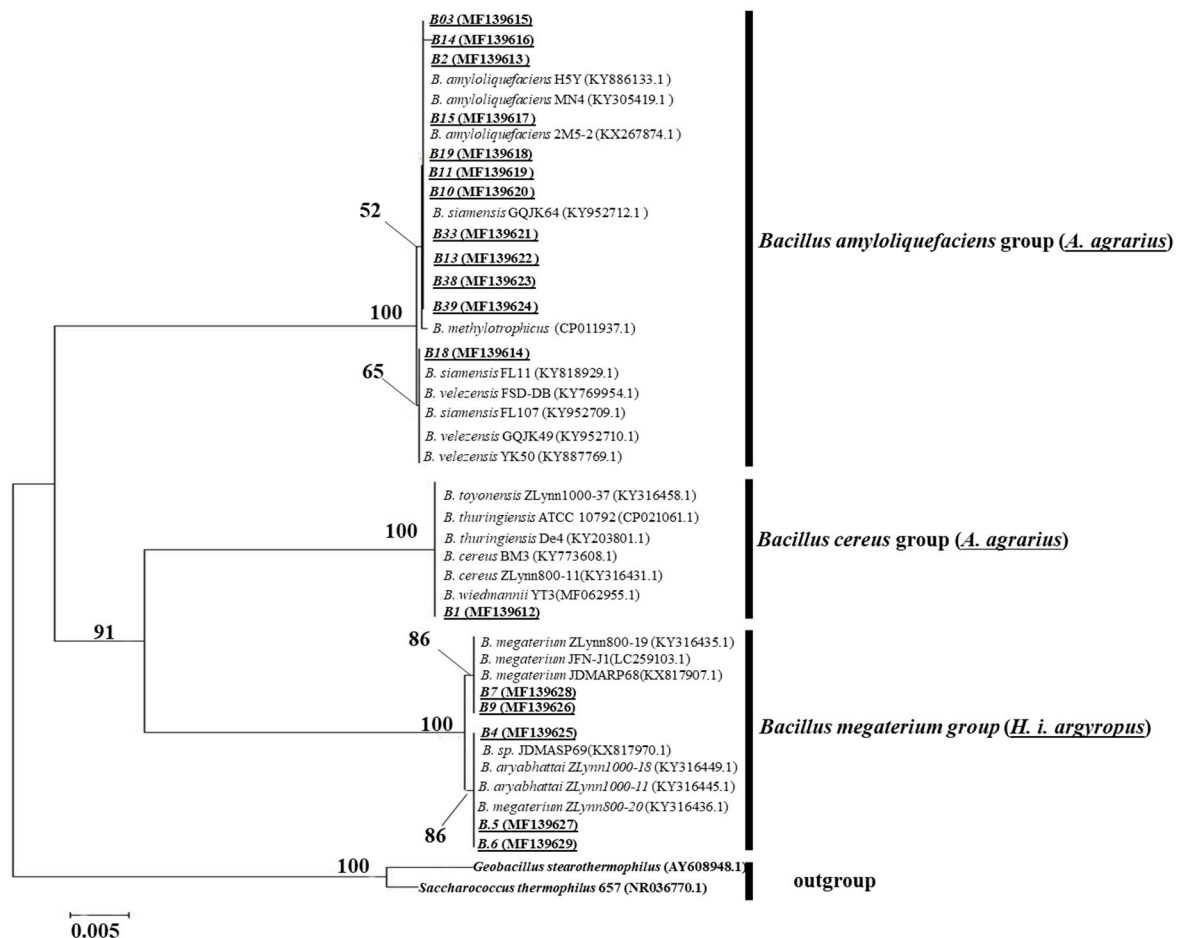 B03 (MF139615)
B14 (MF139616)
B2 (MF139613)
B. amyloliquefaciens H5Y (KY886133.1)
B. amyloliquefaciens MN4 (KY305419.1)
B15 (MF139617)
B. amyloliquefaciens 2M5-2(KX267874.1)
B19 (MF139618)
B11 (MF139619)
B10 (MF139620)
52
B. siamensis GQJK64 (KY952712.1)
B33 (MF139621)
Bacillus amyloliquefaciens group (A. agrarius)
B13 (MF139622)
B38 (MF139623)
B39 (MF139624)
100
B. methylotrophicus (CP011937.1)
B18 (MF139614)
65
B. siamensis FL11 (KY818929.1)
B. velezensis FSD-DB (KY769954.1)
B. siamensis FL107 (KY952709.1)
B. velezensis GQJK49 (KY952710.1)
B. velezensis YK50 (KY887769.1)
B. toyonensis ZLynn1000-37 (KY316458.1)
B. thuringiensis ATCC 10792 (CP021061.1)
100
B. thuringiensis De4 (KY203801.1)
Bacillus cereus group (A. agrarius)
B. cereus BM3 (KY773608.1)
B. cereus ZLynn800-11(KY316431.1)
B. wiedmannii YT3(MF062955.1)
B1 (MF139612)
91
86
B. megaterium ZLynn800-19 (KY316435.1)
B. megaterium JFN-J1(LC259103.1)
B. megaterium JDMARP68(KX817907.1)
B7 (MF139628)
B9 (MF139626)
100
Bacillus megaterium group (H. i. argyropus)
B4 (MF139625)
B. sp. JDMASP69(KX817970.1)
B. aryabhattai ZLynn1000-18 (KY316449.1)
B. aryabhattai ZLynn1000-11 (KY316445.1)
B. megaterium ZLynn800-20 (KY316436.1)
86
B.5 (MF139627)
B.6 (MF139629)
100
Geobacillus stearothermophilus (AY608948.1)
Saccharococcus thermophilus 657 (NR036770.1)
outgroup
0.005